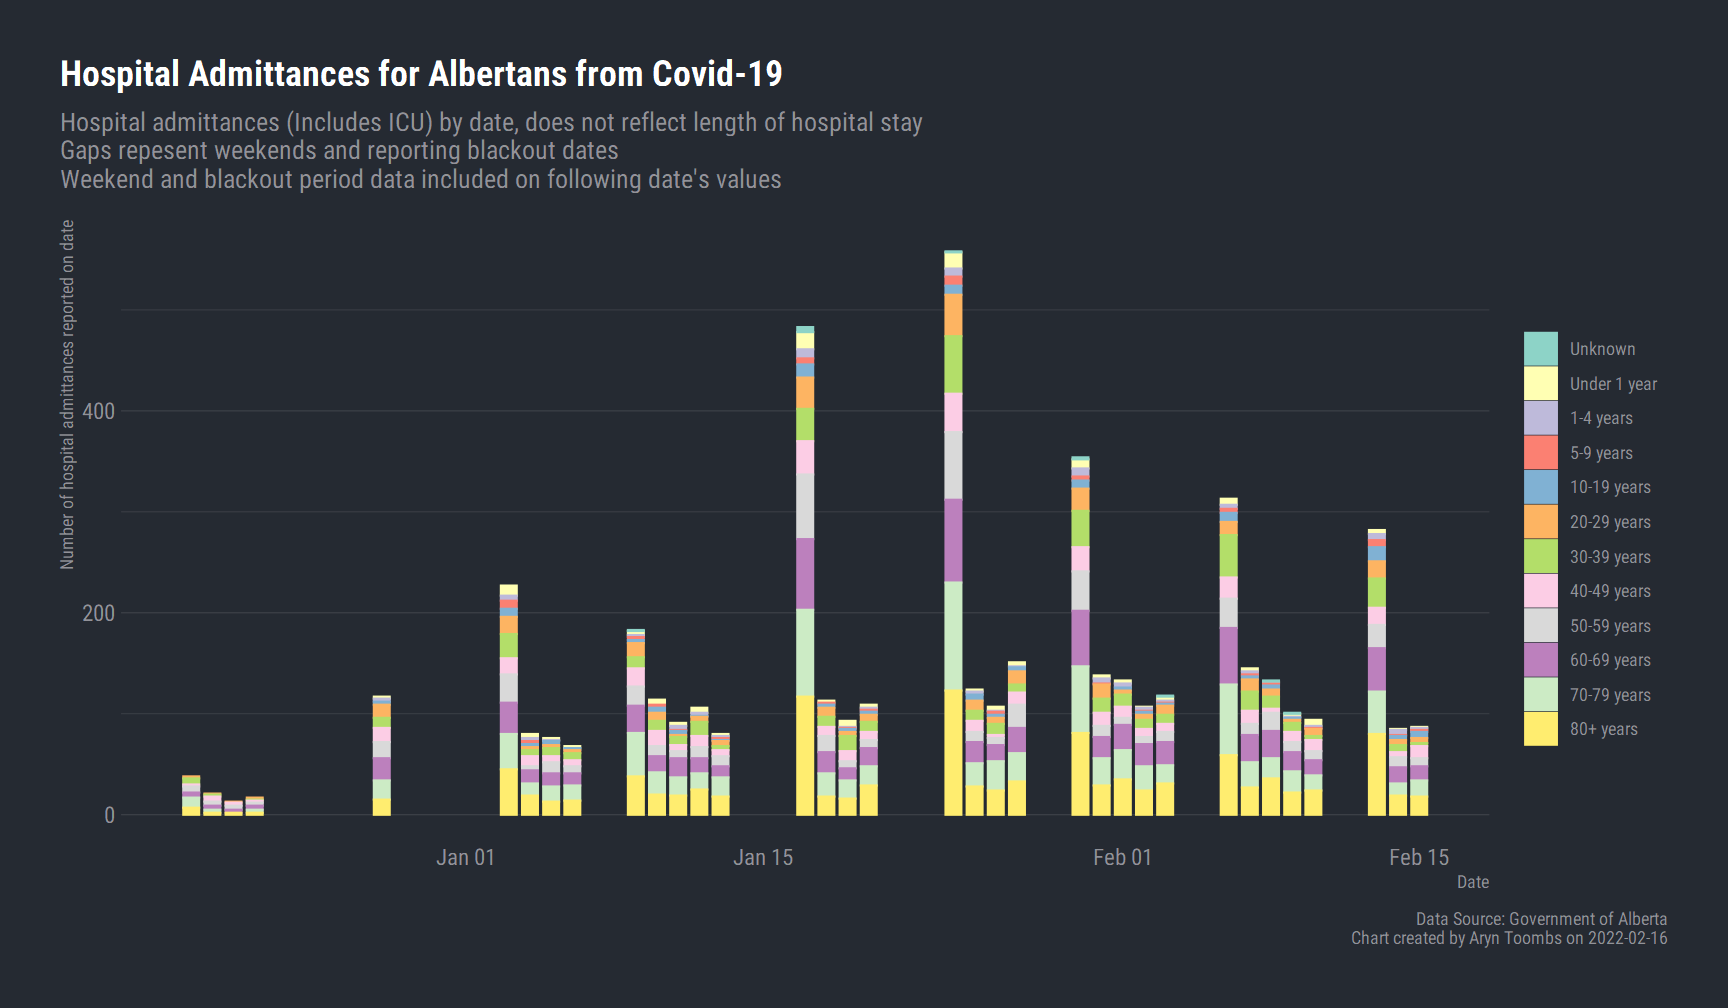 Hospital Admittances for Albertans from Covid-19
Hospital admittances (Includes ICU) by date, does not reflect length of hospital stay
Gaps repesent weekends and reporting blackout dates
Weekend and blackout period data included on following date's values
Number of hospital admittances reported on date
400
200
0
Jan 01
Jan 15
Feb 01
Feb 15
Date
Unknown
Under 1 year
1-4 years
5-9 years
10-19 years
20-29 years
30-39 years
40-49 years
50-59 years
60-69 years
70-79 years
80+ years
Data Source: Government of Alberta
Chart created by Aryn Toombs on 2022-02-16